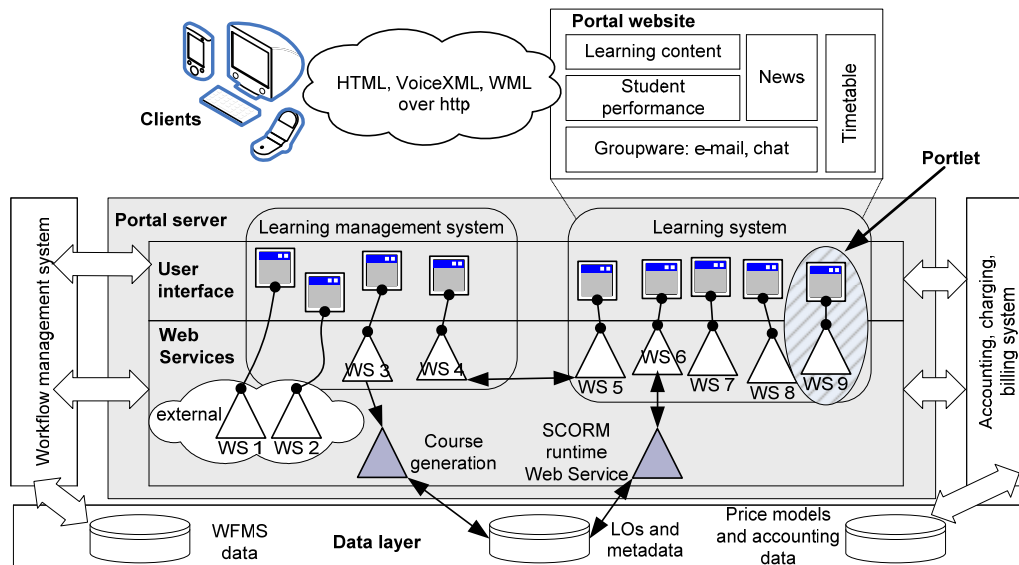 Portal website
Learning content
Student
performance
News
Timetable
Groupware: e-mail, chat
HTML, VoiceXML, WML
over http
Clients
Portlet
Workflow management system
Portal server
Learning management system
Learning system
User
interface
Web
Services
WS 3
WS 4
WS 5
WS 6
WS 7
WS 8
WS 9
external
WS 1
WS 2
Course
generation
SCORM
runtime
Web Service
Accounting, charging,
billing system
WFMS
data
Data layer
LOs and
metadata
Price models
and accounting
data